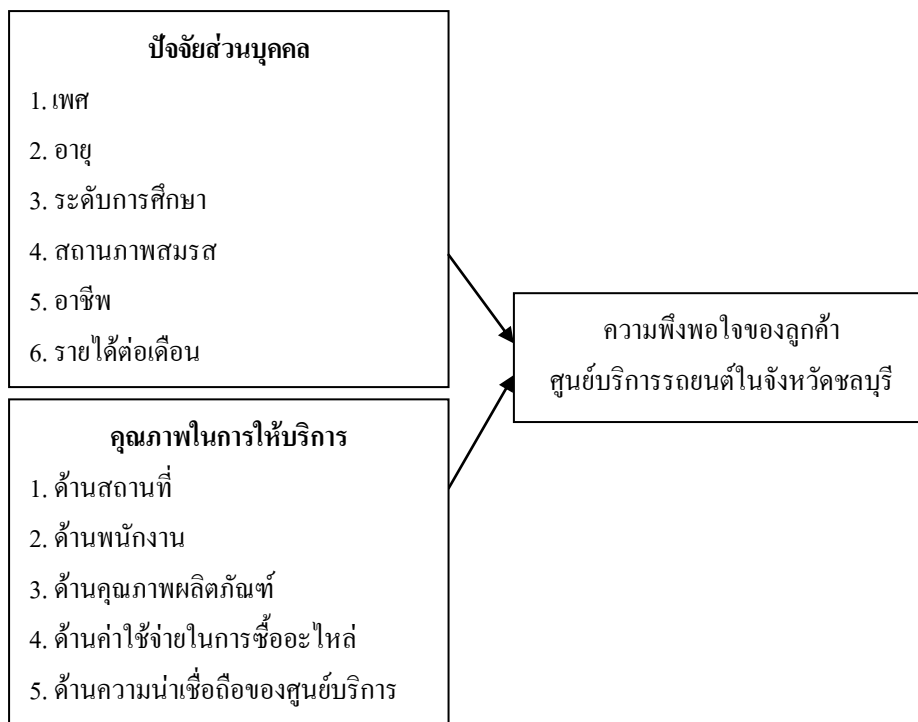 ปัจจัยส่วนบุคคล
1. เพศ
2. อายุ
3. ระดับการศึกษา
4. สถานภาพสมรส
5. อาชีพ
6. รายได้ต่อเดือน
คุณภาพในการให้บริการ
1. ด้านสถานที่
2. ด้านพนักงาน
3. ด้านคุณภาพผลิตภัณฑ์
4. ด้านค่าใช้จ่ายในการซื้ออะไหล่
5. ด้านความน่าเชื่อถือของศูนย์บริการ
ความพึงพอใจของลูกค้า
ศูนย์บริการรถยนต์ในจังหวัดชลบุรี